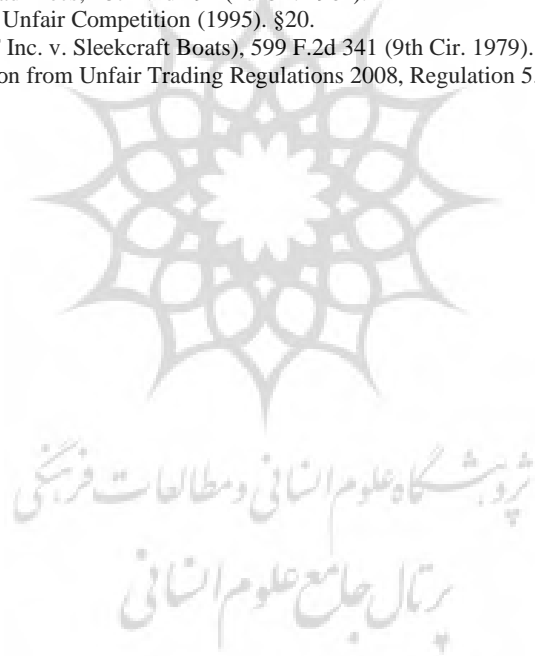 Unfair Competition (1995). §20.
Inc. v. Sleekcraft Boats), 599 F.2d 341 (9th Cir. 1979).
on from Unfair Trading Regulations 2008, Regulation 5.
پژوهشگاه علوم انسانی و مطالعات فرهنگی
پرتال جامع علوم انسانی